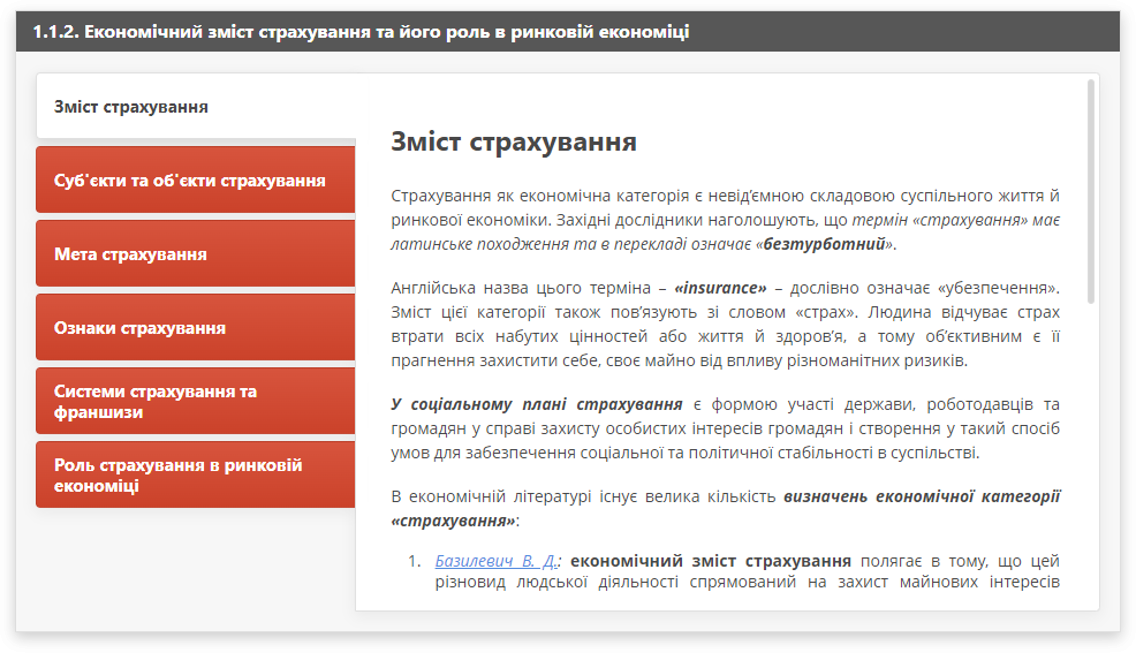 1.1.2. Економічний зміст страхування та його роль в ринковій економіці
Зміст страхування
Суб'єкти та об'єкти страхування
Мета страхування
Ознаки страхування
Системи страхування та
франшизи
Роль страхування в ринковій
економіці
Зміст страхування
Страхування як економічна категорія є невід’ємною складовою суспільного життя й
ринкової економіки. Західні дослідники наголошують, що термін «страхування» має
латинське походження та в перекладі означає «безтурботний».
Англійська назва цього терміна – «insurance» – дослівно означає «убезпечення».
Зміст цієї категорії також пов’язують зі словом «страх». Людина відчуває страх
втрати всіх набутих цінностей або життя й здоров’я, а тому об’єктивним є її
прагнення захистити себе, своє майно від впливу різноманітних ризиків.
У соціальному плані страхування є формою участі держави, роботодавців та
громадян у справі захисту особистих інтересів громадян і створення у такий спосіб
умов для забезпечення соціальної та політичної стабільності в суспільстві.
В економічній літературі існує велика кількість визначень економічної категорії
«страхування»:
1. Базилевич В. Д.: економічний зміст страхування полягає в тому, що цей
різновид людської діяльності спрямований на захист майнових інтересів